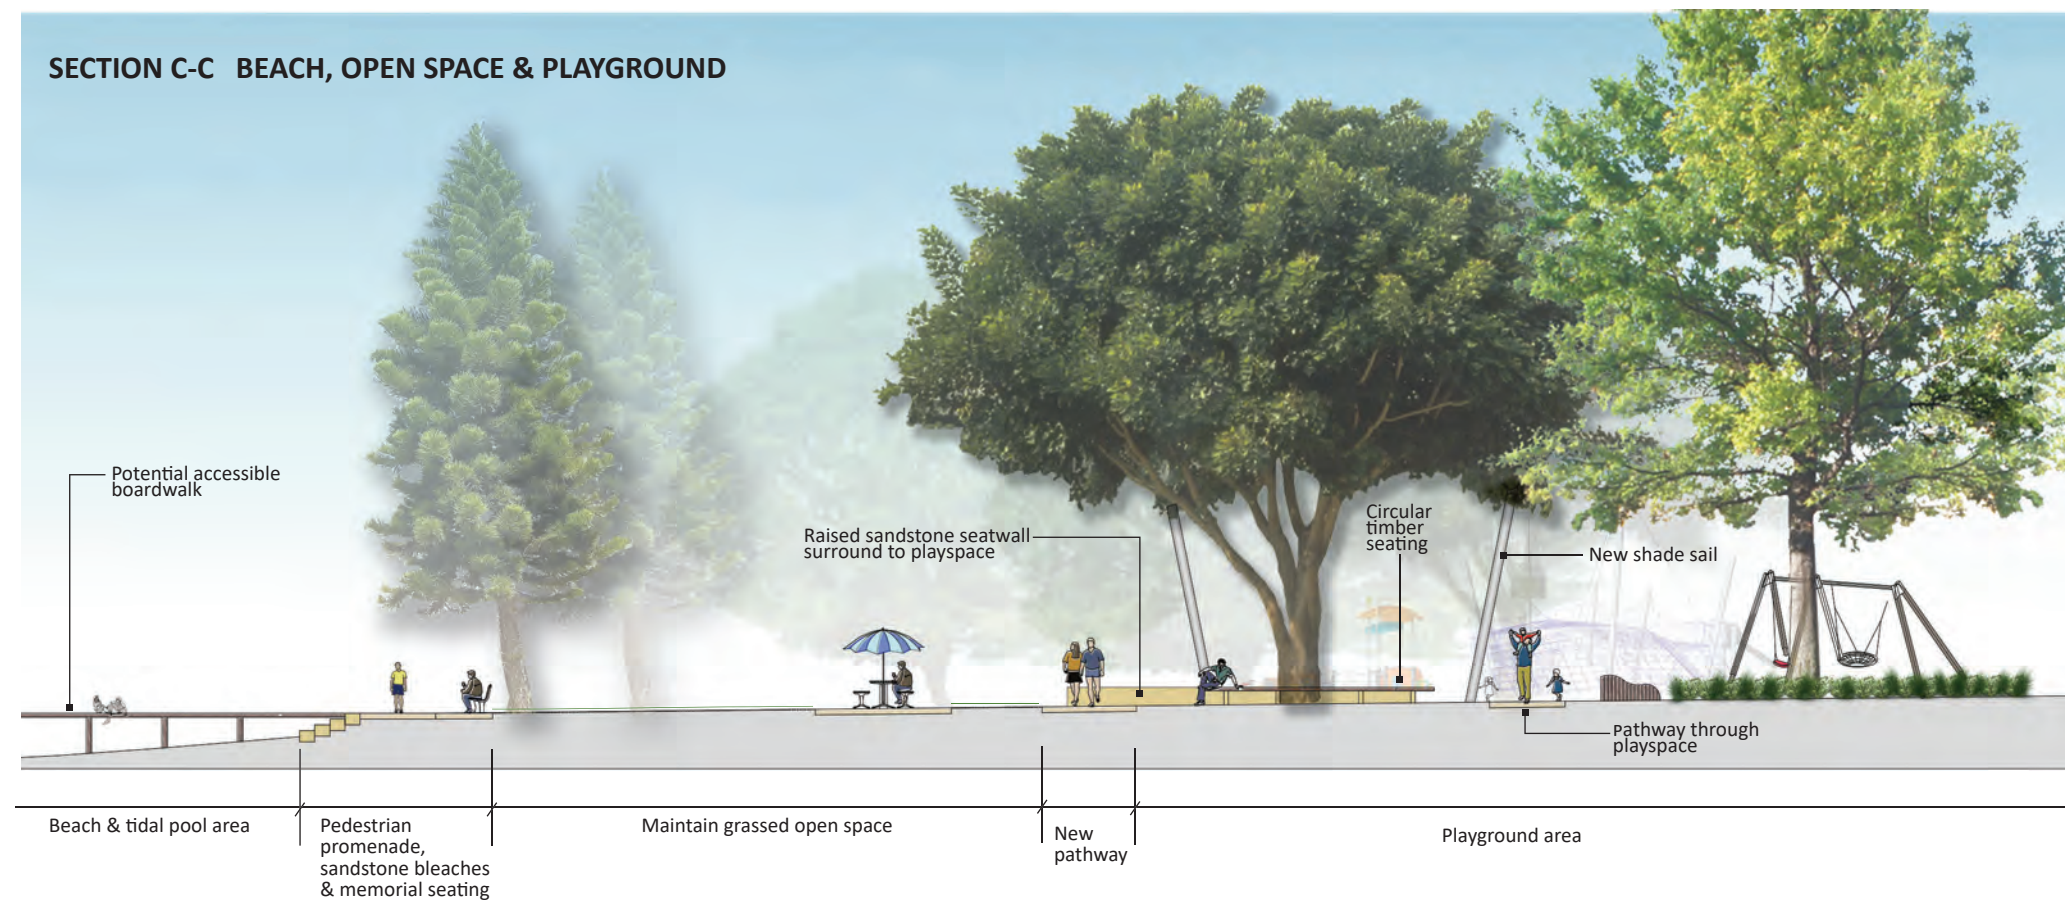 SECTION C-C BEACH, OPEN SPACE & PLAYGROUND
Potential accessible
boardwalk
Raised sandstone seatwall
surround to playspace
Circular
timber
seating
New shade sail
Pathway through
playspace
Beach & tidal pool area
Pedestrian
promenade,
sandstone bleaches
& memorial seating
Maintain grassed open space
New
pathway
Playground area